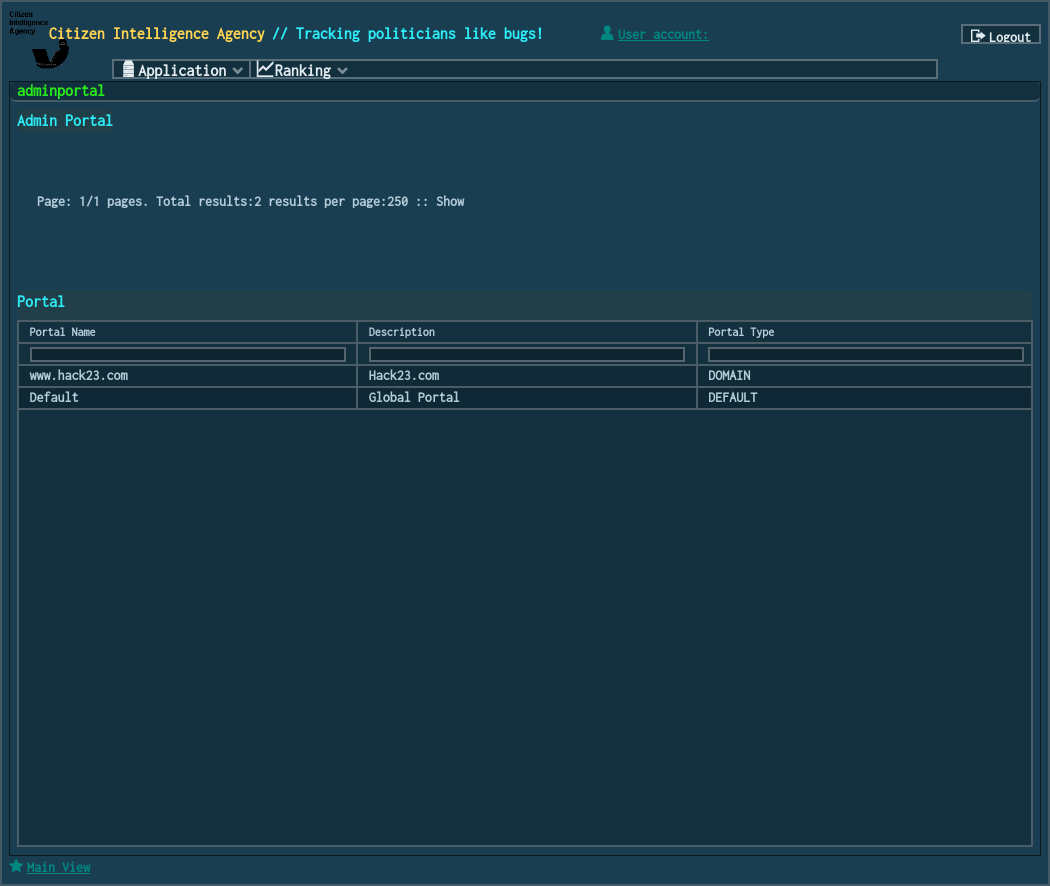 Citizen
Intelligence
Agency
Citizen Intelligence Agency // Tracking politicians like bugs!
User account:
Logout
Application
Ranking
adminportal
Admin Portal
Page: 1/1 pages. Total results:2 results per page:250 :: Show
Portal
Portal Name Description Portal Type
www.hack23.com Hack23.com DOMAIN
Default Global Portal DEFAULT
Main View